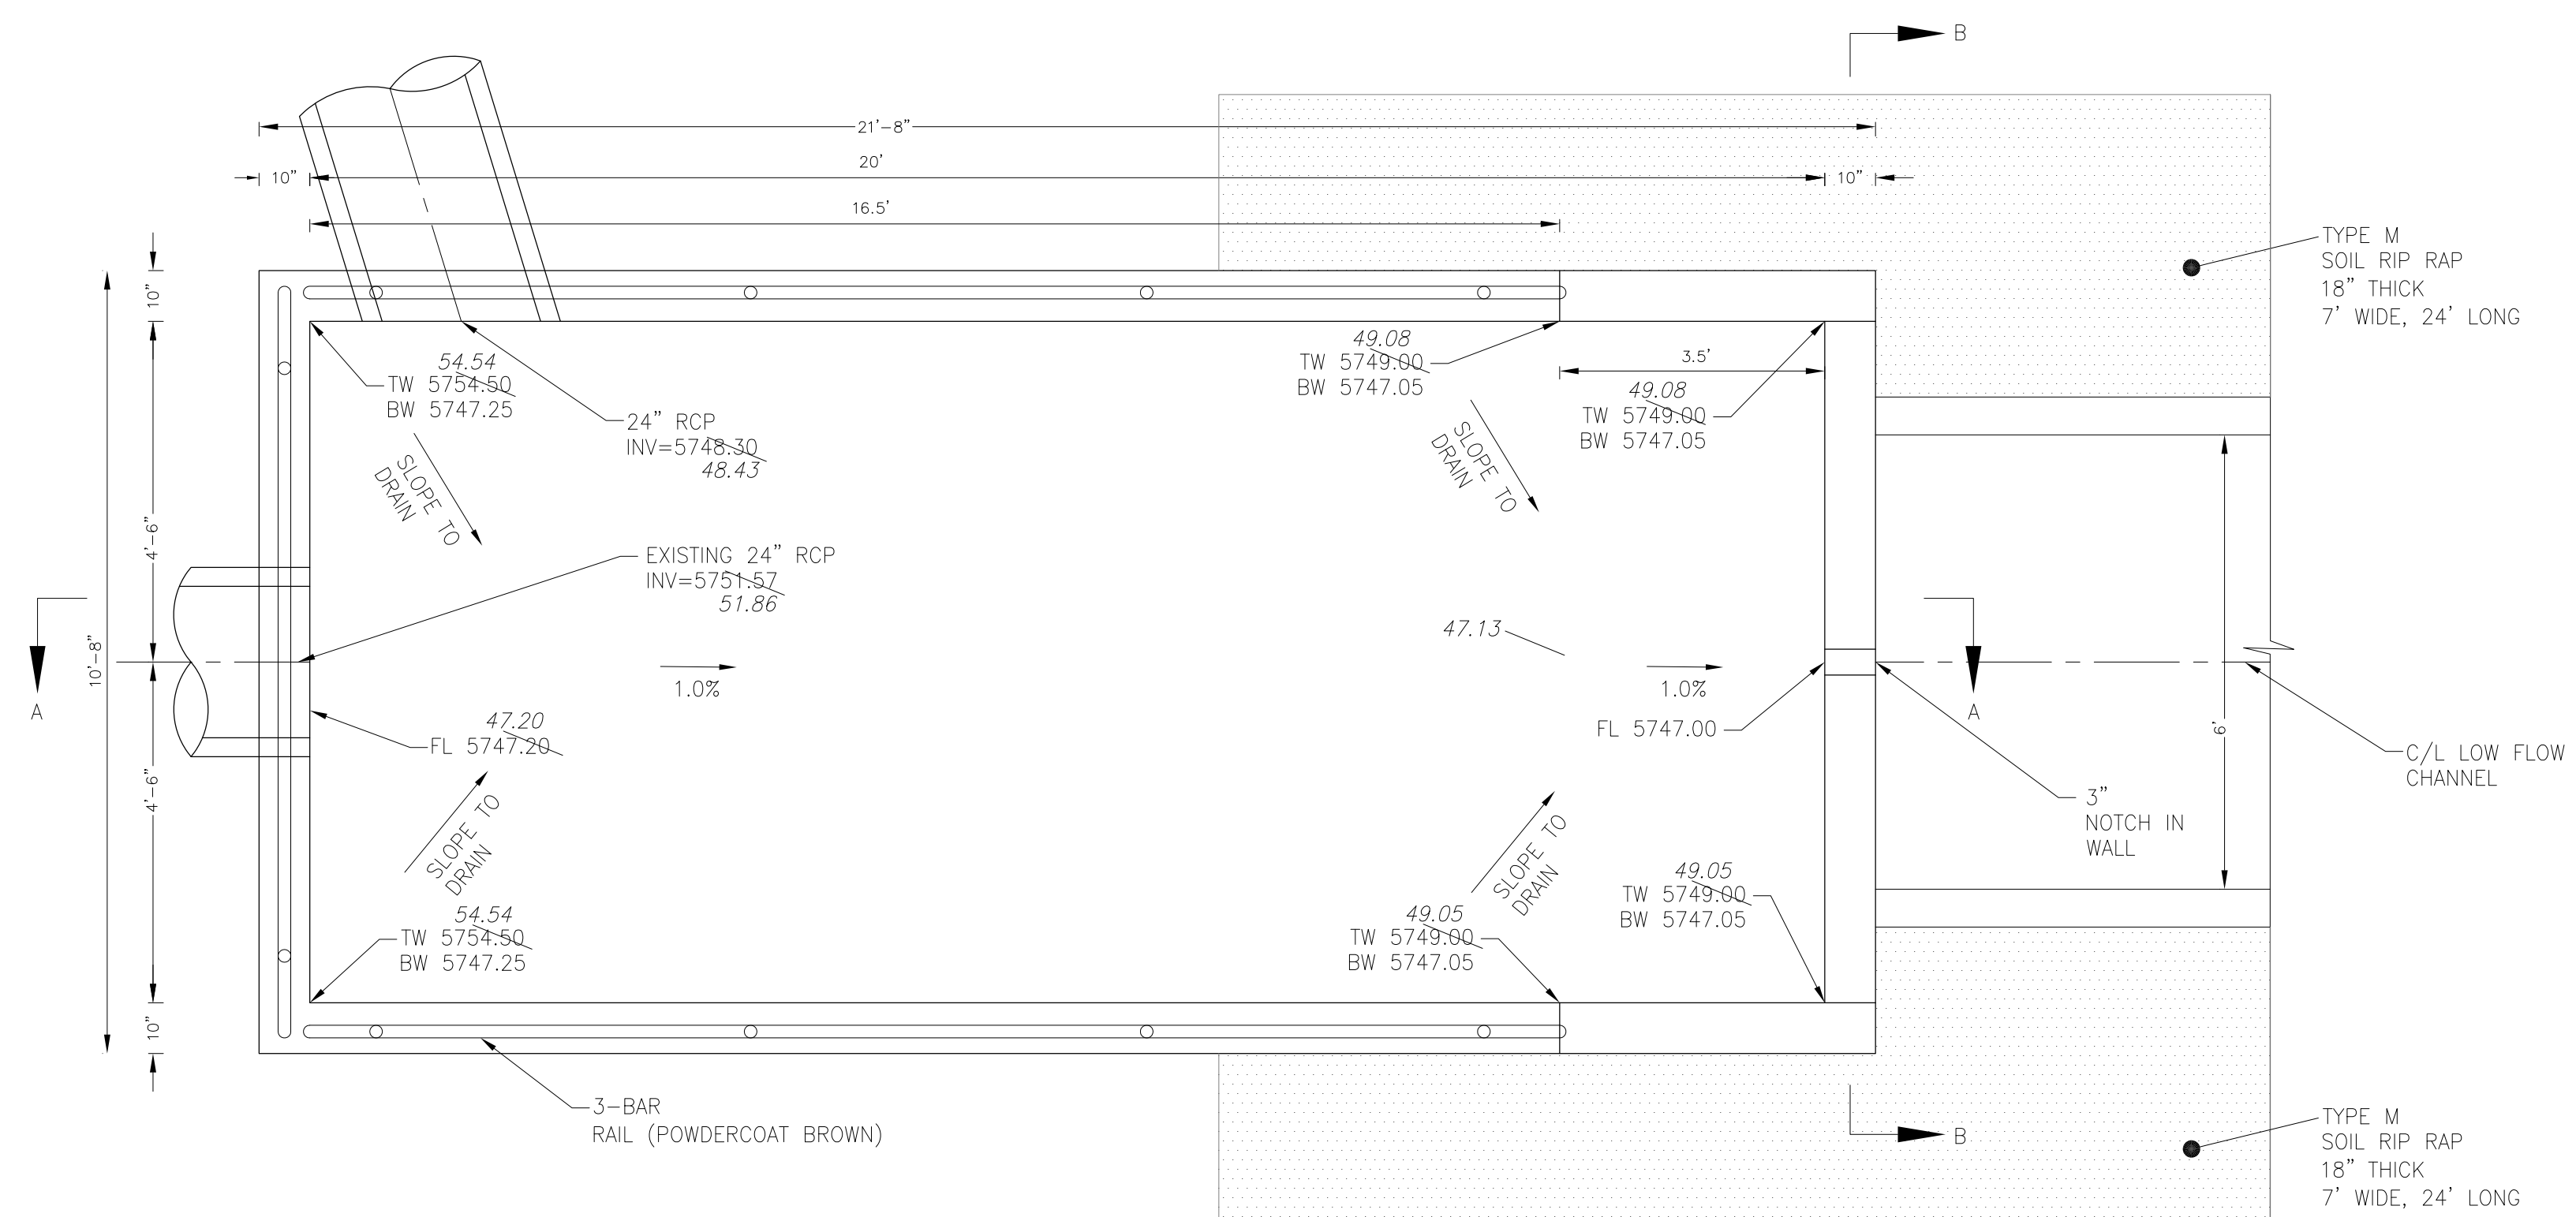 B
21'-8"
20'
10"
10"
16.5'
TYPE M
SOIL RIP RAP
18" THICK
7' WIDE, 24' LONG
10"
4'-6"
10'-8"
4'-6"
10"
54.54
TW 5754.50
BW 5747.25
24" RCP
INV=5748.30
48.43
SLOPE TO
DRAIN
49.08
TW 5749.00
BW 5747.05
3.5'
49.08
TW 5749.00
BW 5747.05
SLOPE TO
DRAIN
EXISTING 24" RCP
INV=5751.57
51.86
47.13
A
1.0%
1.0%
A
47.20
FL 5747.20
FL 5747.00
6'
C/L LOW FLOW
CHANNEL
3"
NOTCH IN
WALL
SLOPE TO
DRAIN
SLOPE TO
DRAIN
54.54
TW 5754.50
BW 5747.25
49.05
TW 5749.00
BW 5747.05
49.05
TW 5749.00
BW 5747.05
3-BAR
RAIL (POWDERCOAT BROWN)
B
TYPE M
SOIL RIP RAP
18" THICK
7' WIDE, 24' LONG